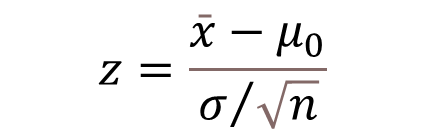 z = (x̄ − μ₀) / (σ/√n)